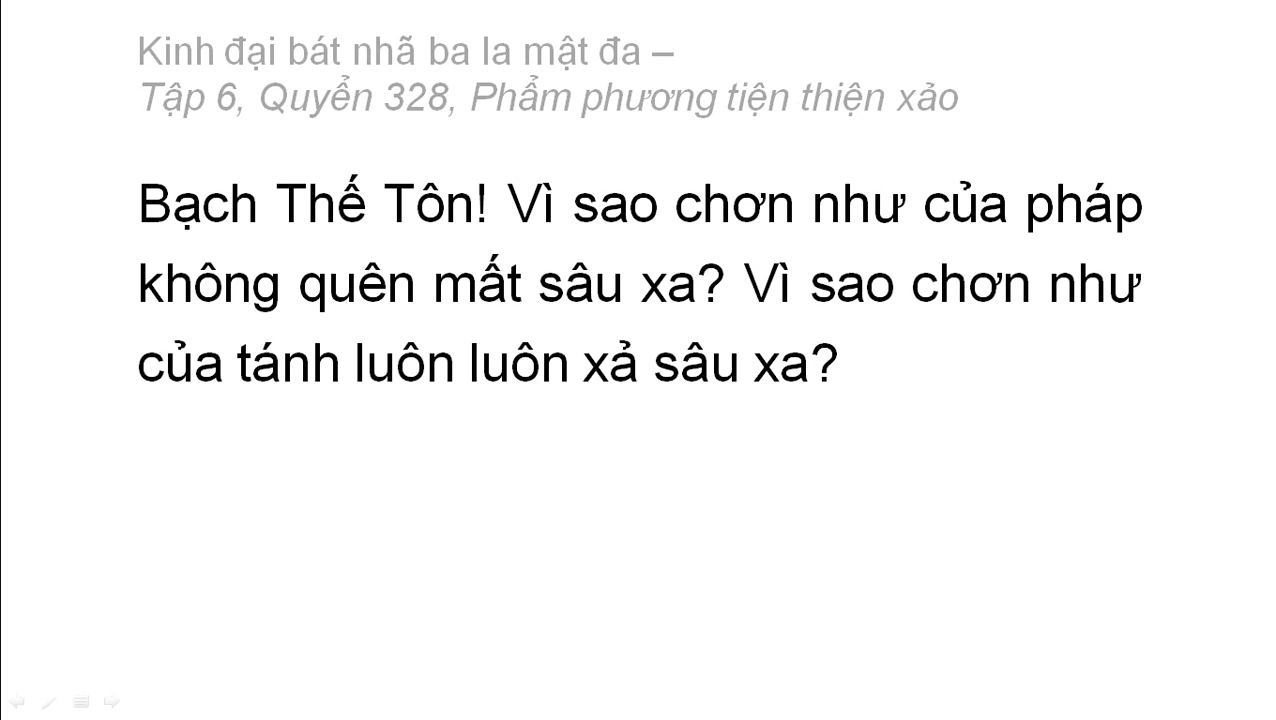 Kinh đại bát nhã ba la mật đa –
Tập 6, Quyển 328, Phẩm phương tiện thiện xảo
Bạch Thế Tôn! Vì sao chơn như của pháp
không quên mất sâu xa? Vì sao chơn như
của tánh luôn luôn xả sâu xa?